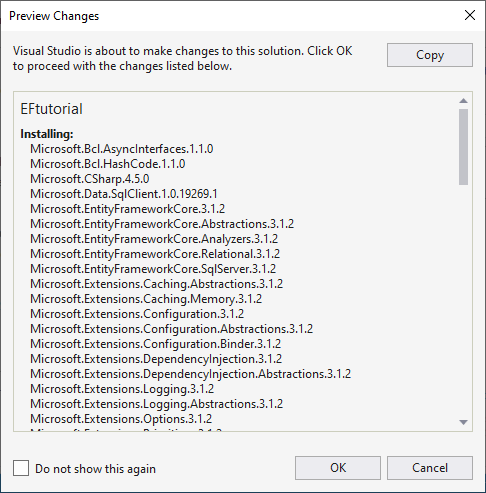 Preview Changes
Visual Studio is about to make changes to this solution. Click OK
to proceed with the changes listed below.
Copy
EFtutorial
Installing:
Microsoft.Bcl.AsyncInterfaces.1.1.0
Microsoft.Bcl.HashCode.1.1.0
Microsoft.CSharp.4.5.0
Microsoft.Data.SqlClient.1.0.19269.1
Microsoft.EntityFrameworkCore.3.1.2
Microsoft.EntityFrameworkCore.Abstractions.3.1.2
Microsoft.EntityFrameworkCore.Analyzers.3.1.2
Microsoft.EntityFrameworkCore.Relational.3.1.2
Microsoft.EntityFrameworkCore.SqlServer.3.1.2
Microsoft.Extensions.Caching.Abstractions.3.1.2
Microsoft.Extensions.Caching.Memory.3.1.2
Microsoft.Extensions.Configuration.3.1.2
Microsoft.Extensions.Configuration.Abstractions.3.1.2
Microsoft.Extensions.Configuration.Binder.3.1.2
Microsoft.Extensions.DependencyInjection.3.1.2
Microsoft.Extensions.DependencyInjection.Abstractions.3.1.2
Microsoft.Extensions.Logging.3.1.2
Microsoft.Extensions.Logging.Abstractions.3.1.2
Microsoft.Extensions.Options.3.1.2
Microsoft.Extensions.Primitives.3.1.2
Do not show this again
OK
Cancel